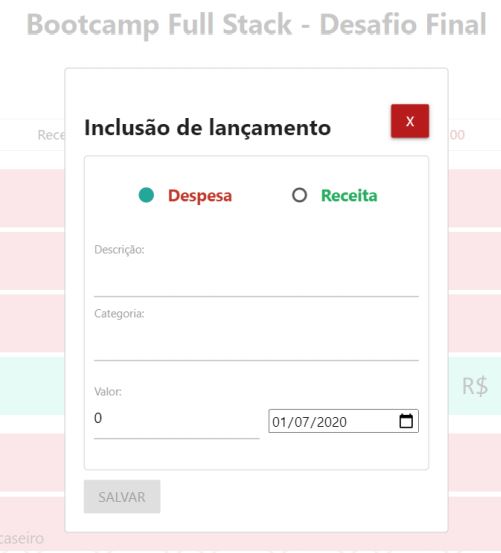 Bootcamp Full Stack - Desafio Final
Inclusão de lançamento
X
Rece
00
Despesa
Receita
Descrição:
Categoria:
R$
Valor:
0
01/07/2020
SALVAR
caseiro